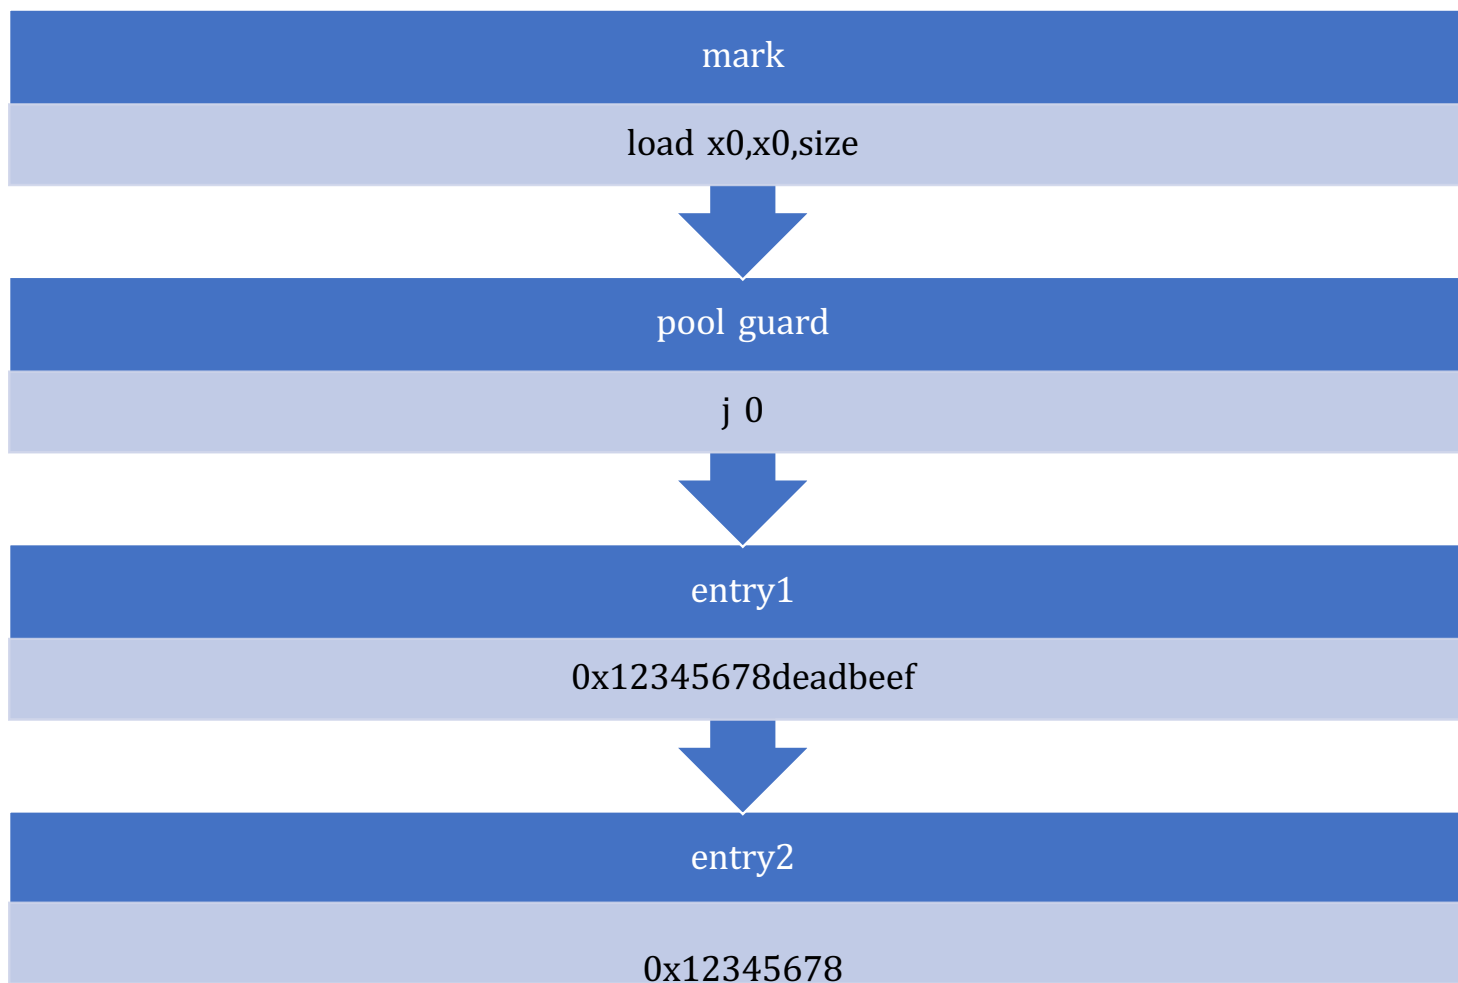 mark
load x0,x0,size
pool guard
j 0
entry1
0x12345678deadbeef
entry2
0x12345678